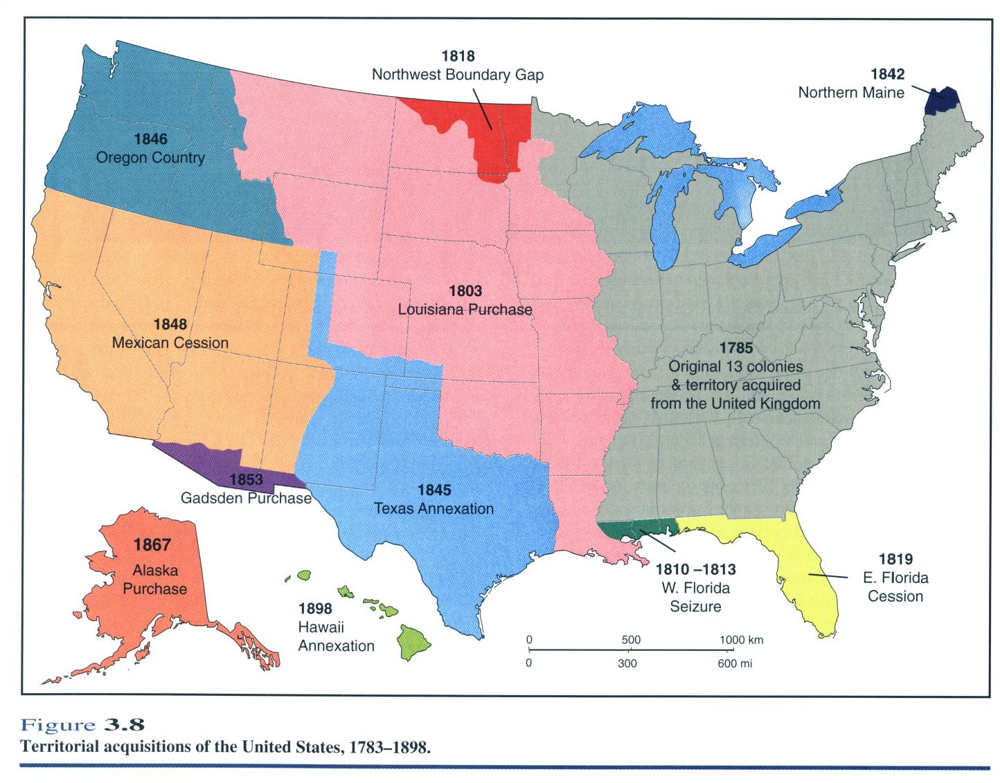 1818
Northwest Boundary Gap
1842
Northern Maine
1846
Oregon Country
1803
Louisiana Purchase
1848
Mexican Cession
1785
Original 13 colonies
& territory acquired
from the United Kingdom
1853
Gadsden Purchase
1845
Texas Annexation
1867
Alaska
Purchase
1898
Hawaii
Annexation
1810 –1813
W. Florida
Seizure
1819
E. Florida
Cession
0 500 1000 km
0 300 600 mi
Figure 3.8
Territorial acquisitions of the United States, 1783–1898.